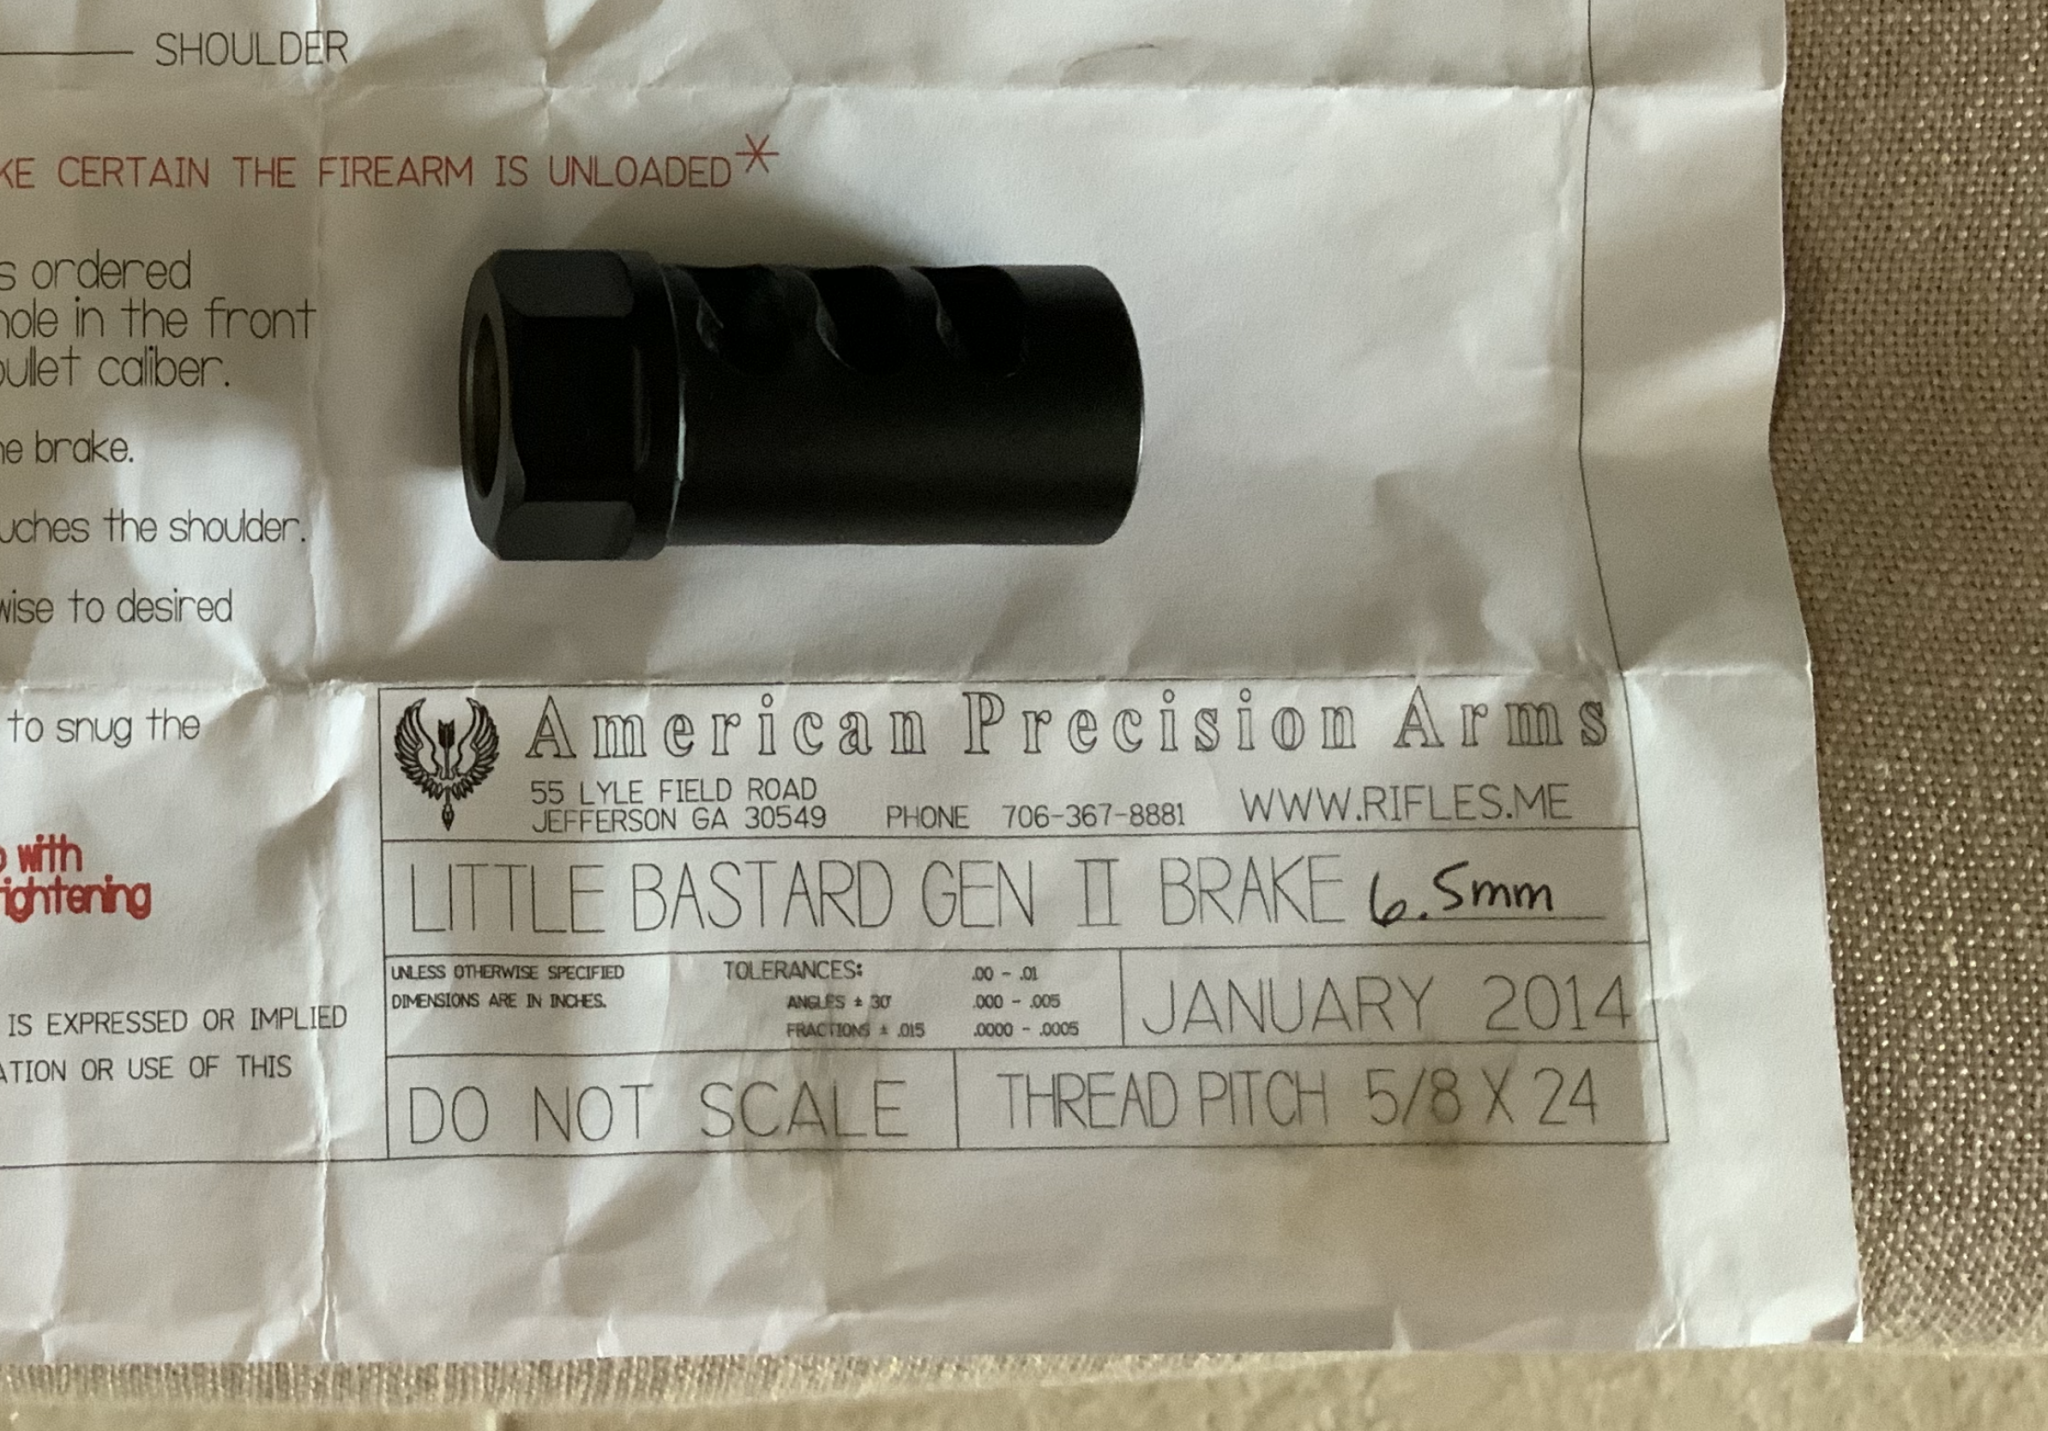 SHOULDER
KE CERTAIN THE FIREARM IS UNLOADED*
s ordered
hole in the front
bullet caliber.
he brake.
uches the shoulder.
wise to desired
to snug the
with
ightening
IS EXPRESSED OR IMPLIED
ATION OR USE OF THIS
American Precision Arms
55 LYLE FIELD ROAD
JEFFERSON GA 30549 PHONE 706-367-8881 WWW.RIFLES.ME
LITTLE BASTARD GEN II BRAKE 6.5mm
UNLESS OTHERWISE SPECIFIED
DIMENSIONS ARE IN INCHES.
TOLERANCES: .00 - .01
ANGLES ± 30' .000 - .005
FRACTIONS ± .015 .0000 - .0005
JANUARY 2014
DO NOT SCALE
THREAD PITCH 5/8 X 24